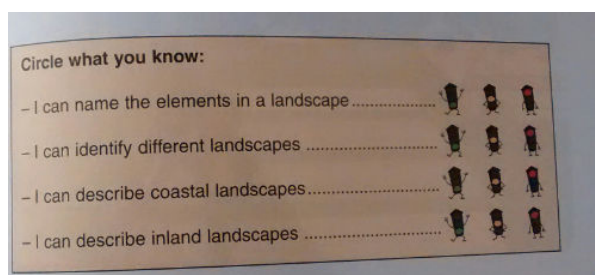 Circle what you know:
– I can name the elements in a landscape ....................
– I can identify different landscapes ..............................
– I can describe coastal landscapes ..............................
– I can describe inland landscapes ..............................